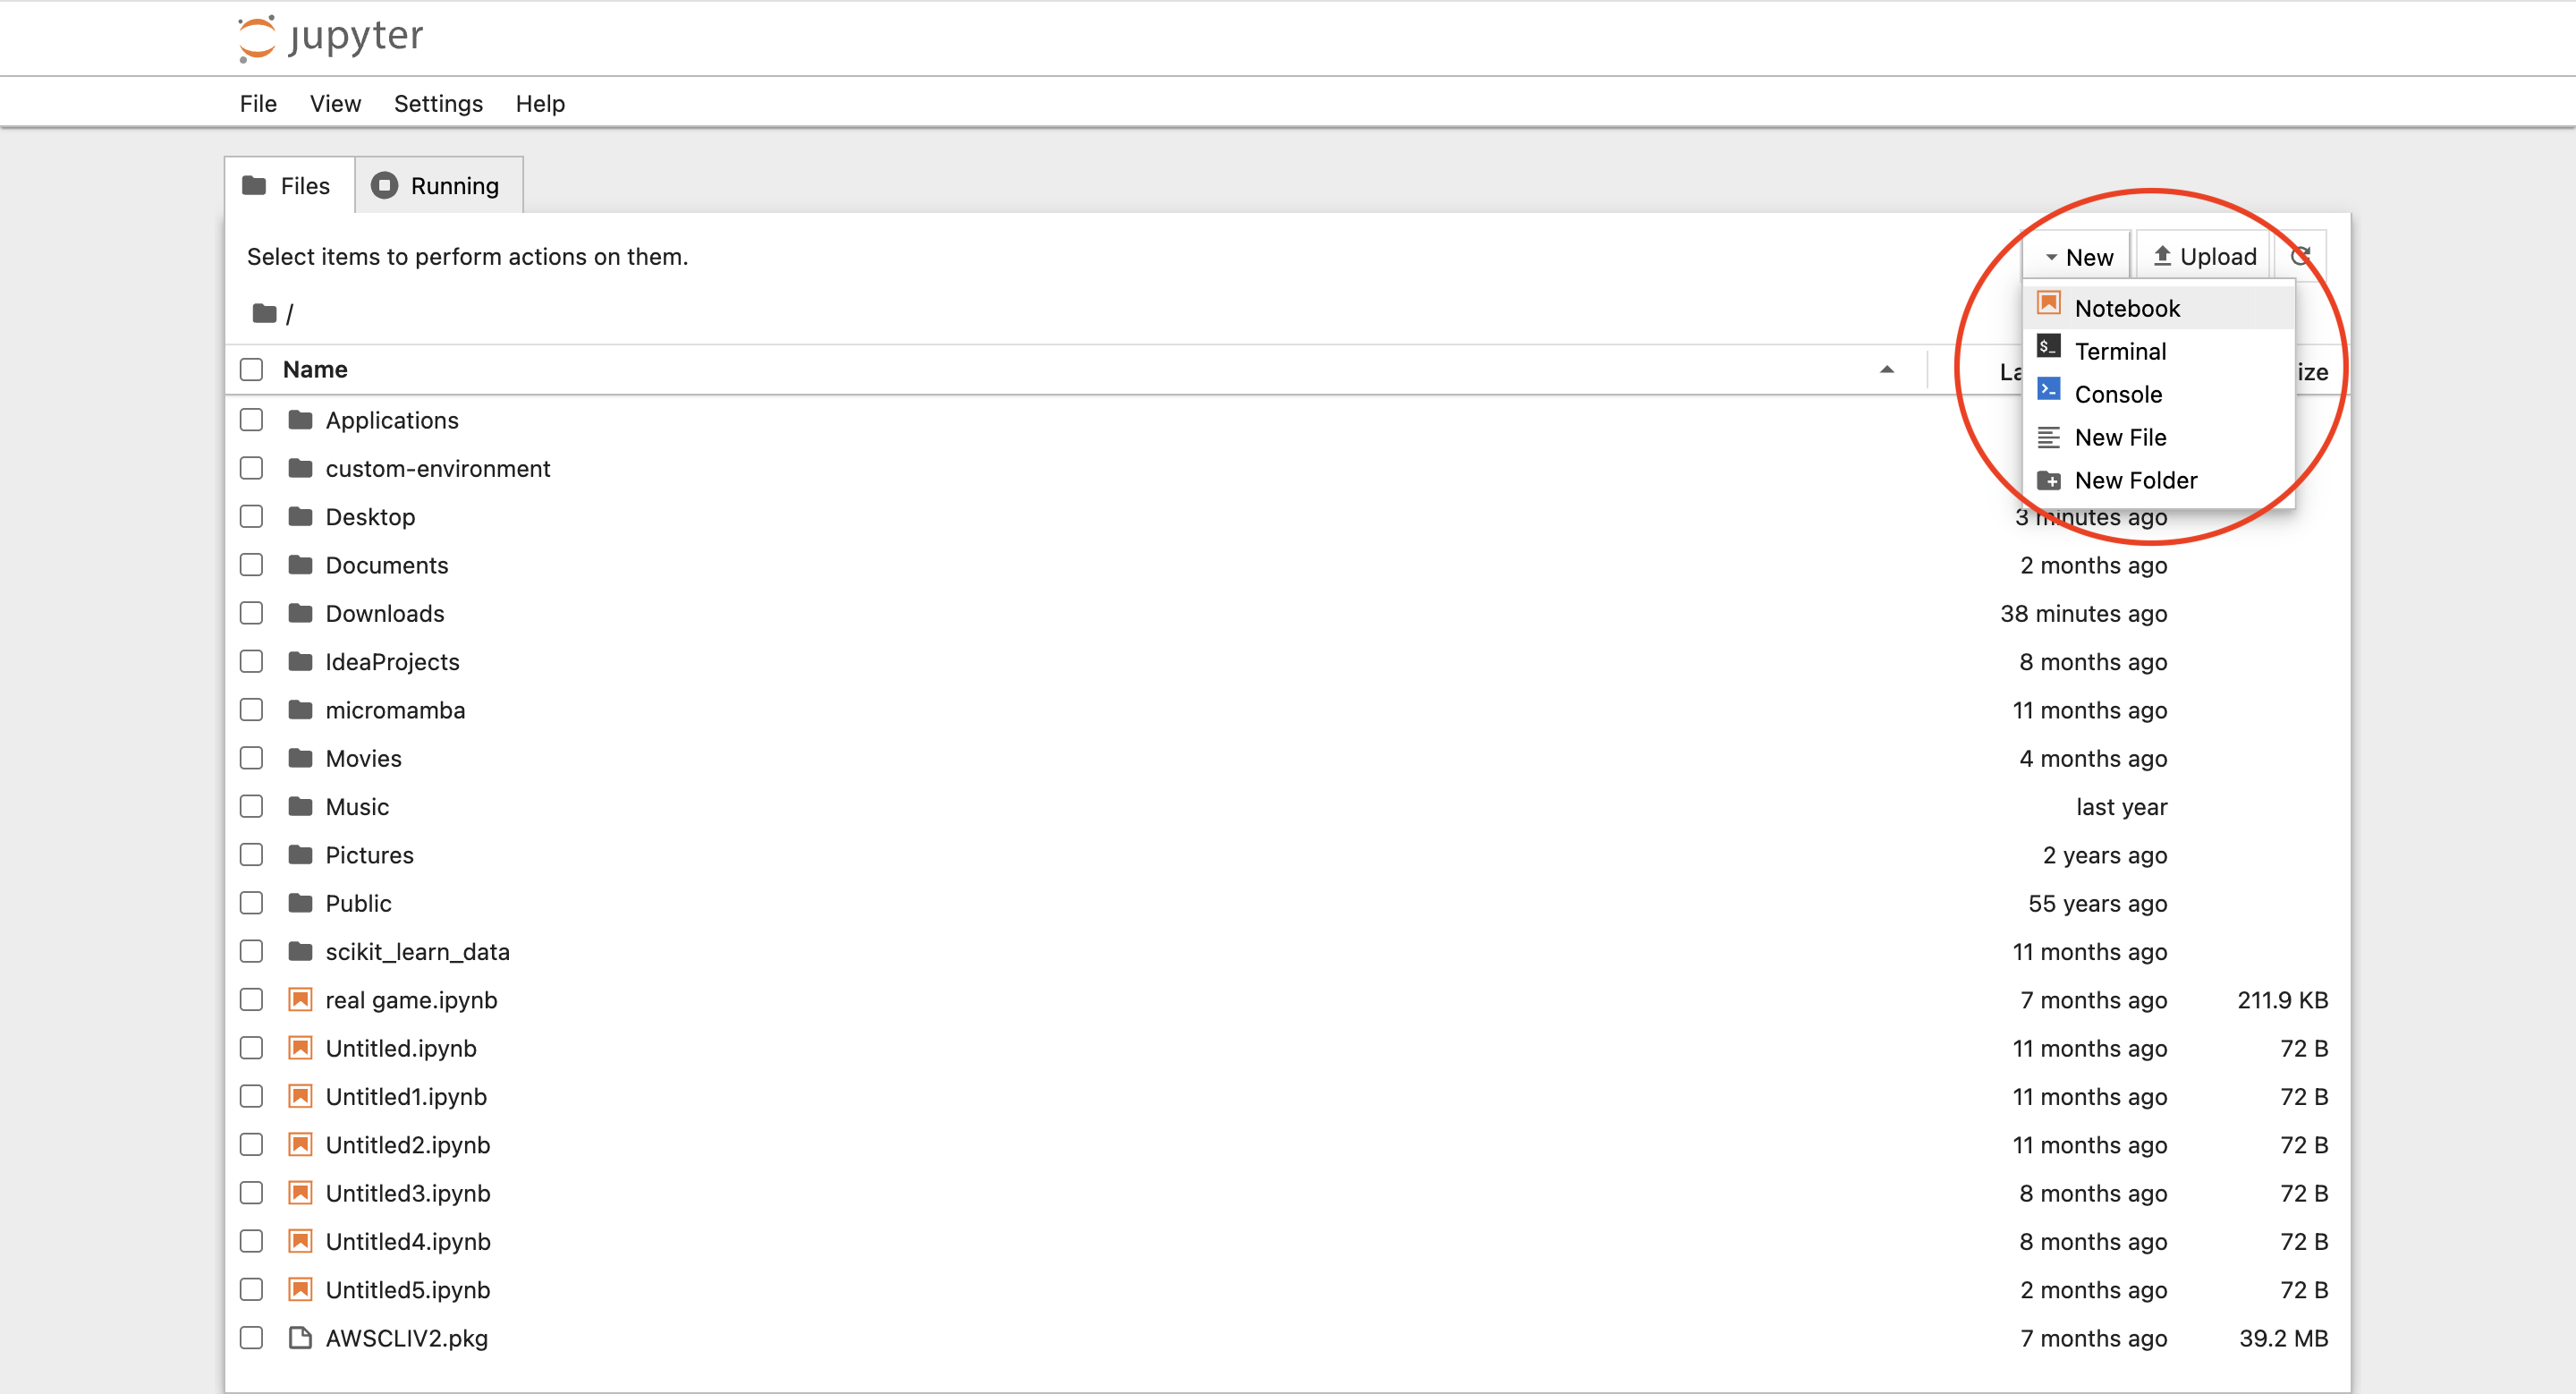 jupyter
File View Settings Help
Files Running
Select items to perform actions on them.
New Upload
/
Notebook
Terminal
Console
New File
New Folder
Name
Applications
custom-environment
Desktop 3 minutes ago
Documents 2 months ago
Downloads 38 minutes ago
IdeaProjects 8 months ago
micromamba 11 months ago
Movies 4 months ago
Music last year
Pictures 2 years ago
Public 55 years ago
scikit_learn_data 11 months ago
real game.ipynb 7 months ago 211.9 KB
Untitled.ipynb 11 months ago 72 B
Untitled1.ipynb 11 months ago 72 B
Untitled2.ipynb 11 months ago 72 B
Untitled3.ipynb 8 months ago 72 B
Untitled4.ipynb 8 months ago 72 B
Untitled5.ipynb 2 months ago 72 B
AWSCLIV2.pkg 7 months ago 39.2 MB